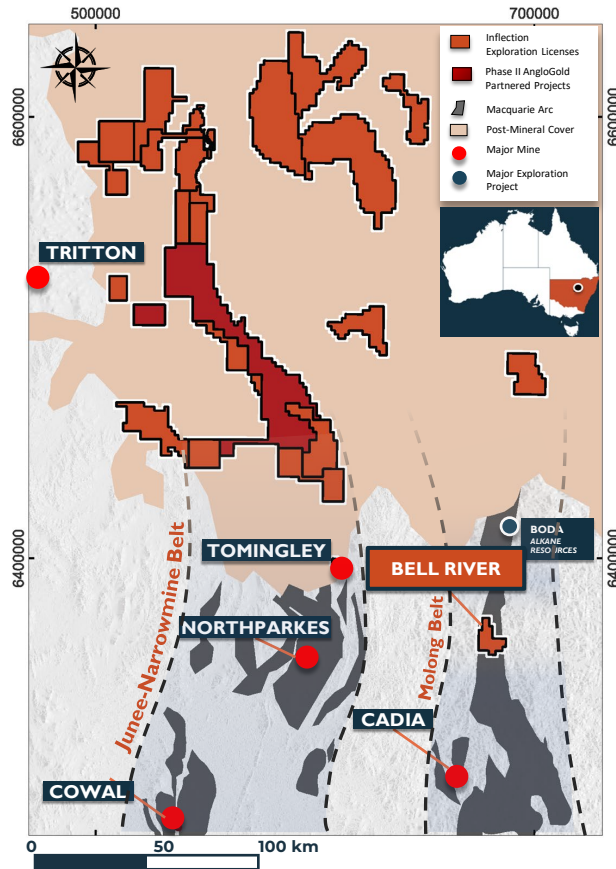 500000
700000
6600000
6600000
6400000
6400000
Inflection
Exploration Licenses
Phase II AngloGold
Partnered Projects
Macquarie Arc
Post-Mineral Cover
Major Mine
Major Exploration
Project
TRITTON
BODA
ALKANE
RESOURCES
TOMINGLEY
BELL RIVER
Junee-Narrowmine Belt
NORTHPARKES
Molong Belt
CADIA
COWAL
0
50
100 km